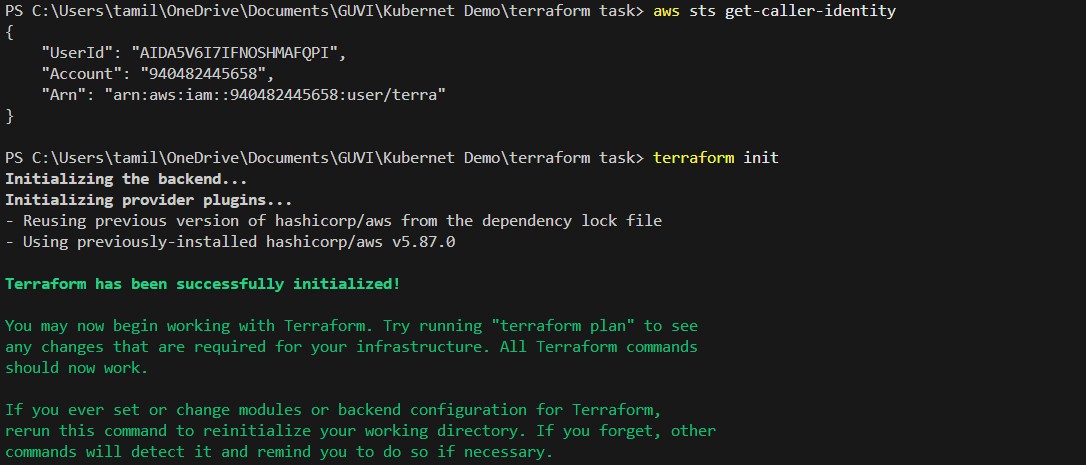 PS C:\Users\tamil\OneDrive\Documents\GUVI\Kubernet Demo\terraform task> aws sts get-caller-identity
{
    "UserId": "AIDA5V6I7IFNOSHMAFQPI",
    "Account": "940482445658",
    "Arn": "arn:aws:iam::940482445658:user/terra"
}
PS C:\Users\tamil\OneDrive\Documents\GUVI\Kubernet Demo\terraform task> terraform init
Initializing the backend...
Initializing provider plugins...
- Reusing previous version of hashicorp/aws from the dependency lock file
- Using previously-installed hashicorp/aws v5.87.0
Terraform has been successfully initialized!
You may now begin working with Terraform. Try running "terraform plan" to see
any changes that are required for your infrastructure. All Terraform commands
should now work.
If you ever set or change modules or backend configuration for Terraform,
rerun this command to reinitialize your working directory. If you forget, other
commands will detect it and remind you to do so if necessary.